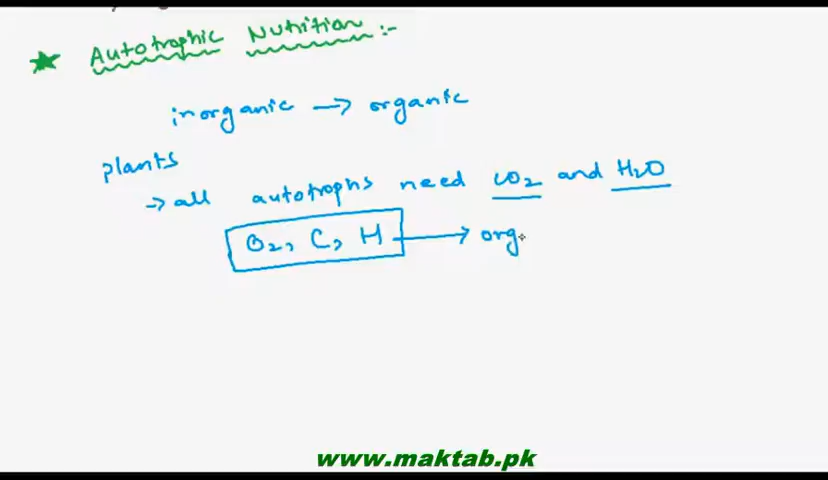 ★ Autotrophic Nutrition :-
inorganic → organic
plants
→ all autotrophs need CO2 and H2O
O2, C, H → org
www.maktab.pk